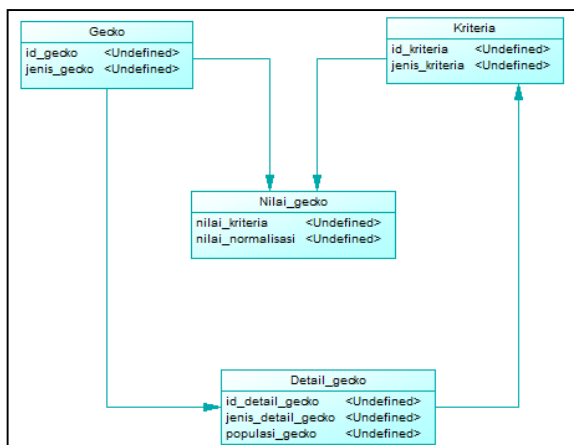 Gecko
id_gecko <Undefined>
jenis_gecko <Undefined>
Kriteria
id_kriteria <Undefined>
jenis_kriteria <Undefined>
Nilai_gecko
nilai_kriteria <Undefined>
nilai_normalisasi <Undefined>
Detail_gecko
id_detail_gecko <Undefined>
jenis_detail_gecko <Undefined>
populasi_gecko <Undefined>